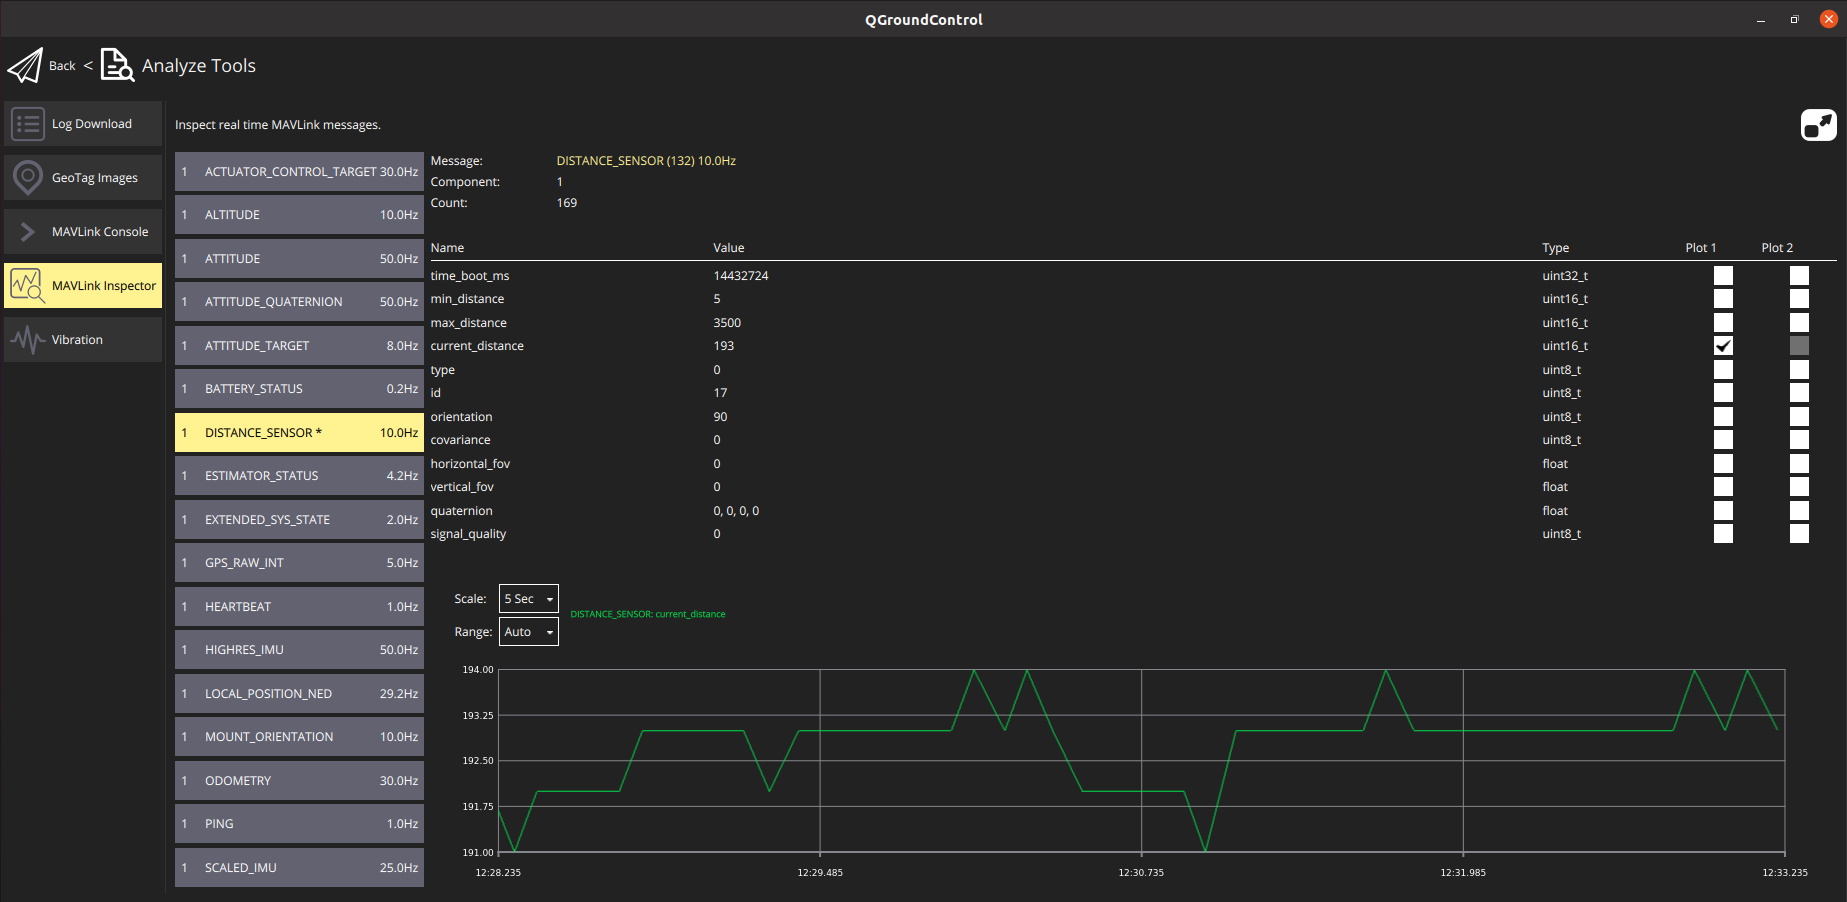 QGroundControl
Back < Analyze Tools
Log Download
GeoTag Images
MAVLink Console
MAVLink Inspector
Vibration
Inspect real time MAVLink messages.
1 ACTUATOR_CONTROL_TARGET 30.0Hz
1 ALTITUDE 10.0Hz
1 ATTITUDE 50.0Hz
1 ATTITUDE_QUATERNION 50.0Hz
1 ATTITUDE_TARGET 8.0Hz
1 BATTERY_STATUS 0.2Hz
1 DISTANCE_SENSOR * 10.0Hz
1 ESTIMATOR_STATUS 4.2Hz
1 EXTENDED_SYS_STATE 2.0Hz
1 GPS_RAW_INT 5.0Hz
1 HEARTBEAT 1.0Hz
1 HIGHRES_IMU 50.0Hz
1 LOCAL_POSITION_NED 29.2Hz
1 MOUNT_ORIENTATION 10.0Hz
1 ODOMETRY 30.0Hz
1 PING 1.0Hz
1 SCALED_IMU 25.0Hz
Message: DISTANCE_SENSOR (132) 10.0Hz
Component: 1
Count: 169
Name Value Type Plot 1 Plot 2
time_boot_ms 14432724 uint32_t
min_distance 5 uint16_t
max_distance 3500 uint16_t
current_distance 193 uint16_t
type 0 uint8_t
id 17 uint8_t
orientation 90 uint8_t
covariance 0 uint8_t
horizontal_fov 0 float
vertical_fov 0 float
quaternion 0, 0, 0, 0 float
signal_quality 0 uint8_t
Scale: 5 Sec
DISTANCE_SENSOR: current_distance
Range: Auto
194.00
193.25
192.50
191.75
191.00
12:28.235 12:29.485 12:30.735 12:31.985 12:33.235